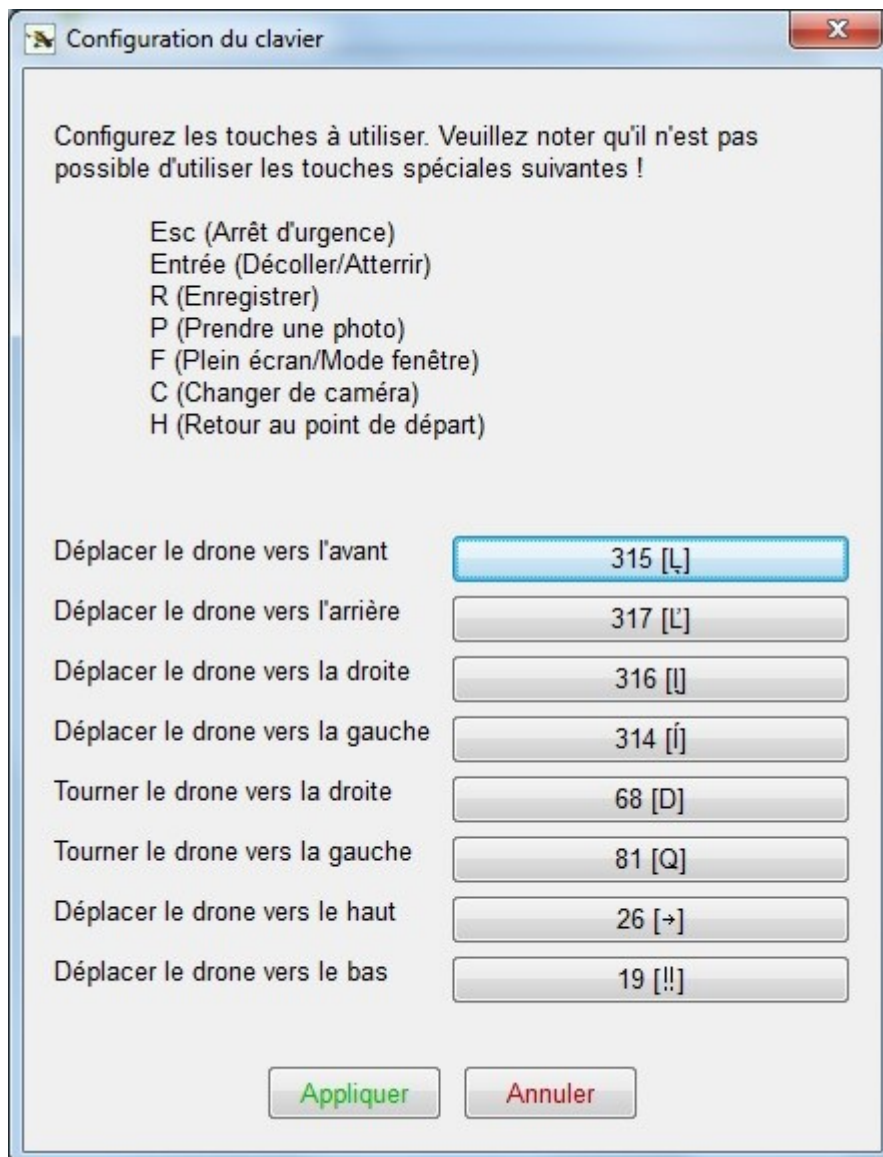 Configuration du clavier
Configurez les touches à utiliser. Veuillez noter qu'il n'est pas
possible d'utiliser les touches spéciales suivantes !
Esc (Arrêt d'urgence)
Entrée (Décoller/Atterrir)
R (Enregistrer)
P (Prendre une photo)
F (Plein écran/Mode fenêtre)
C (Changer de caméra)
H (Retour au point de départ)
Déplacer le drone vers l'avant 315 [Ļ]
Déplacer le drone vers l'arrière 317 [Ľ]
Déplacer le drone vers la droite 316 [ļ]
Déplacer le drone vers la gauche 314 [ĺ]
Tourner le drone vers la droite 68 [D]
Tourner le drone vers la gauche 81 [Q]
Déplacer le drone vers le haut 26 [→]
Déplacer le drone vers le bas 19 [‼]
Appliquer Annuler